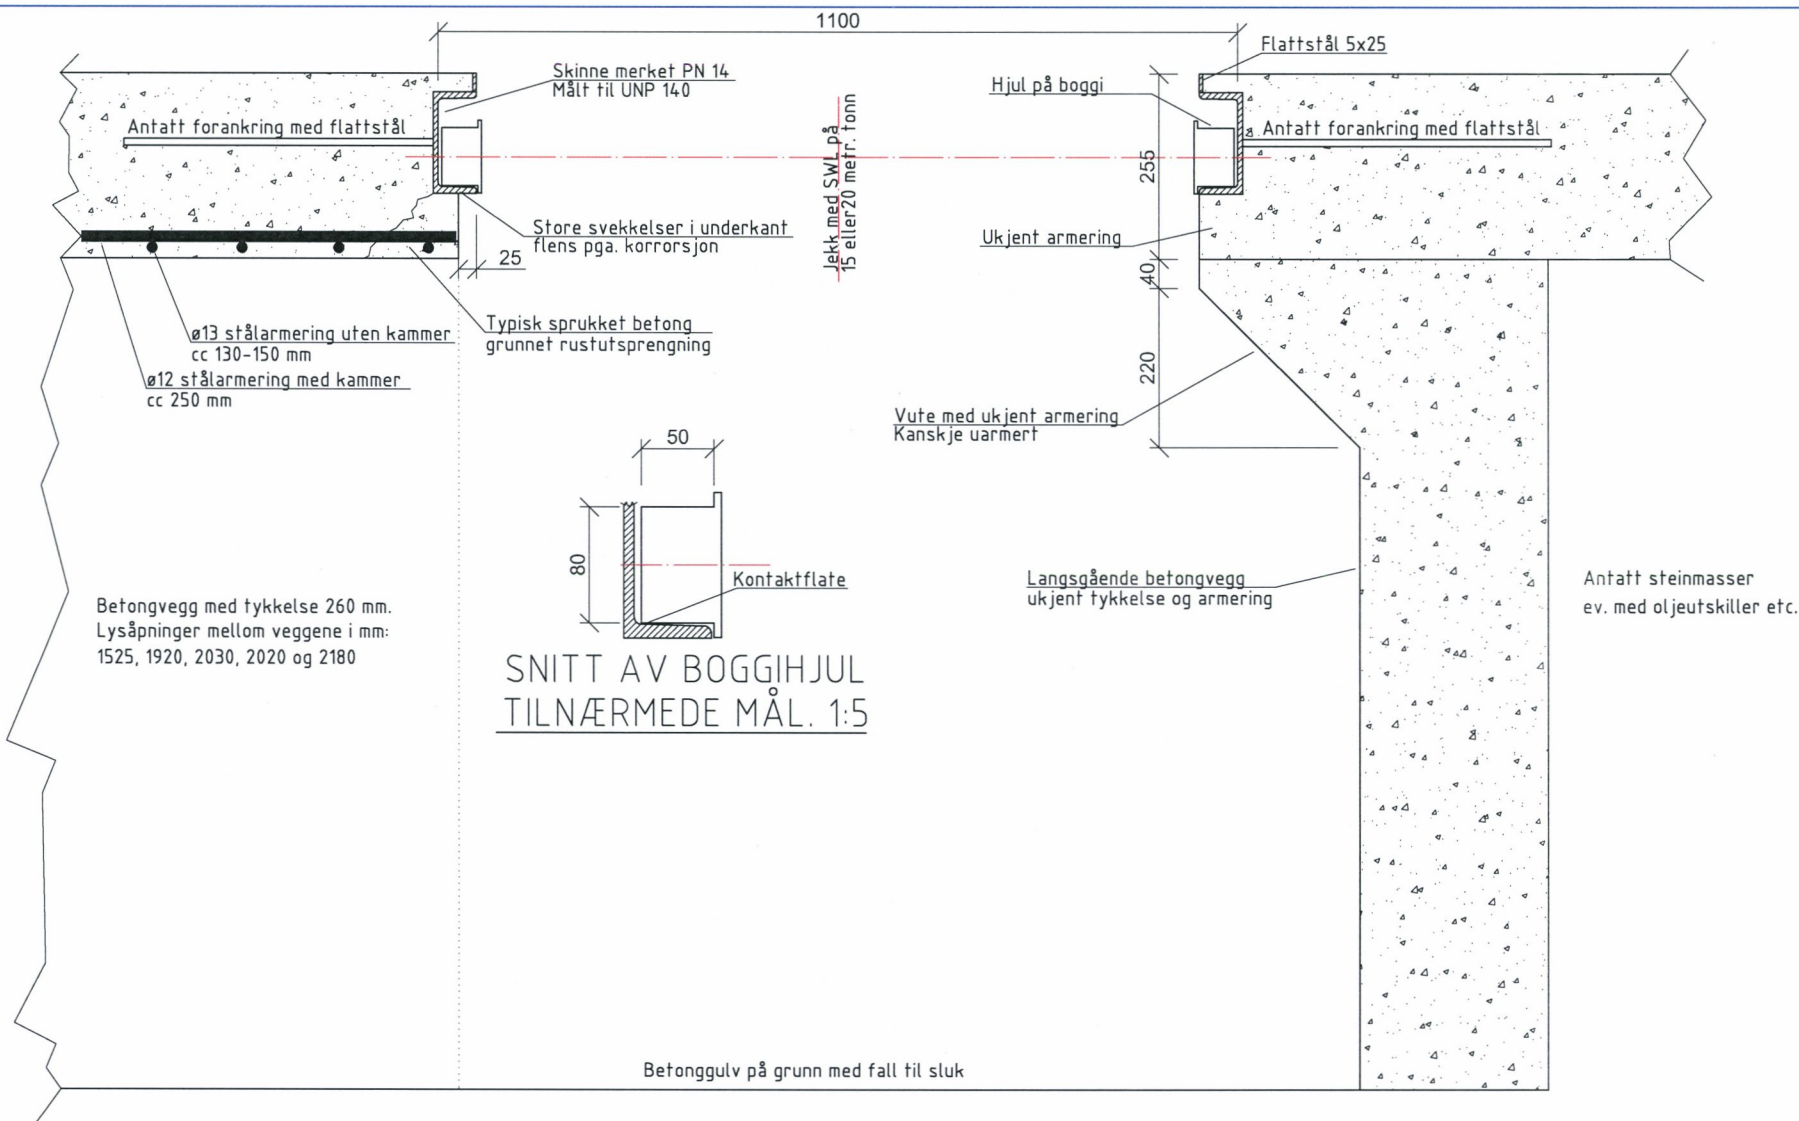 1100
Flattstål 5x25
Skinne merket PN 14
Målt til UNP 140
Hjul på boggi
Antatt forankring med flattstål
Antatt forankring med flattstål
Jekk med SWL på
15 eller20 metr. tonn
255
Store svekkelser i underkant
flens pga. korrorsjon
25
Ukjent armering
40
Typisk sprukket betong
grunnet rustutsprengning
ø13 stålarmering uten kammer
cc 130-150 mm
ø12 stålarmering med kammer
cc 250 mm
220
Vute med ukjent armering
Kanskje uarmert
50
80
Kontaktflate
SNITT AV BOGGIHJUL
TILNÆRMEDE MÅL. 1:5
Betongvegg med tykkelse 260 mm.
Lysåpninger mellom veggene i mm:
1525, 1920, 2030, 2020 og 2180
Langsgående betongvegg
ukjent tykkelse og armering
Antatt steinmasser
ev. med oljeutskiller etc.
Betonggulv på grunn med fall til sluk